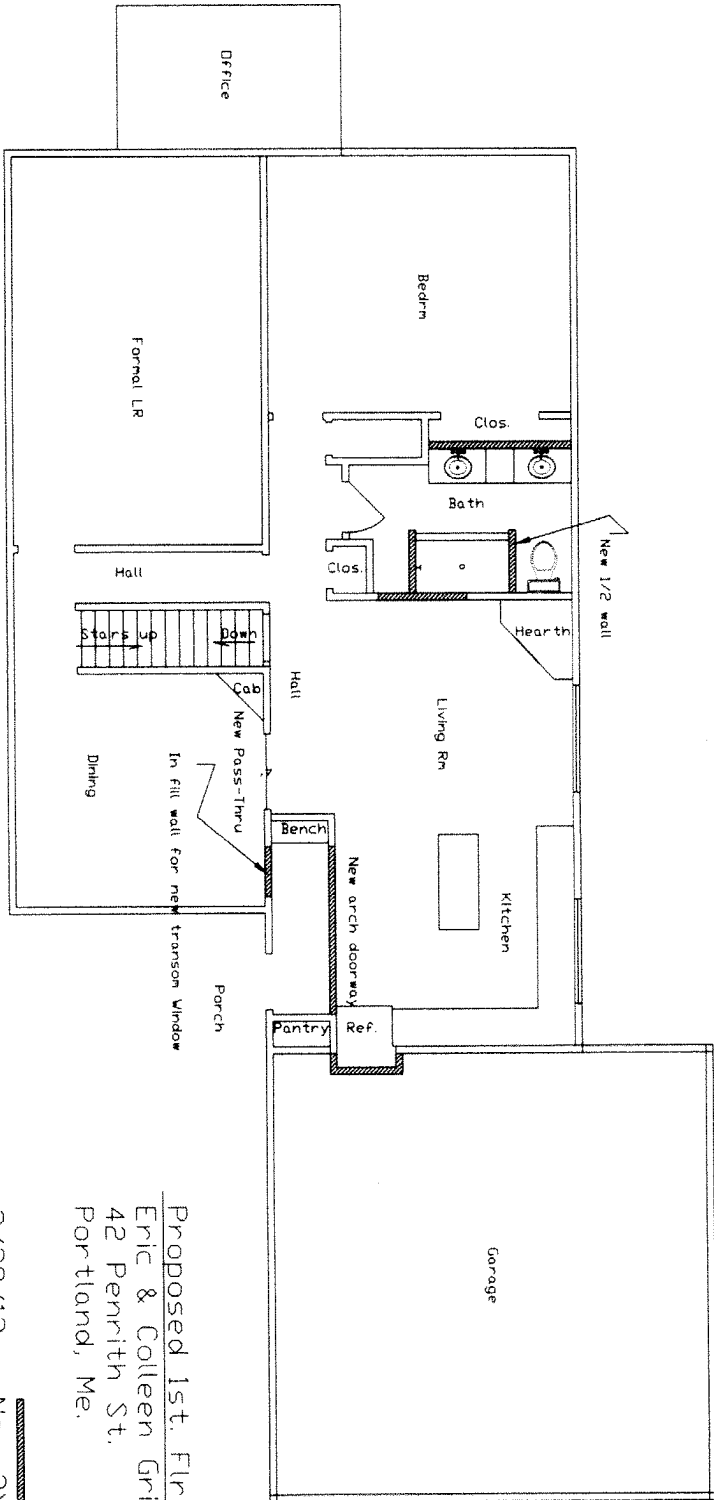 Office
Bedrm
Formal LR
Clos.
Bath
New 1/2 wall
Clos.
Hall
Hearth
Stars up
Down
Cab
Hall
Living Rm
Dining
New Pass-Thru
In fill wall for new transom Window
Bench
New arch doorway
Kitchen
Porch
Pantry
Ref.
Garage
Proposed 1st. Flr
Eric & Colleen
42 Penrith St.
Portland, Me.